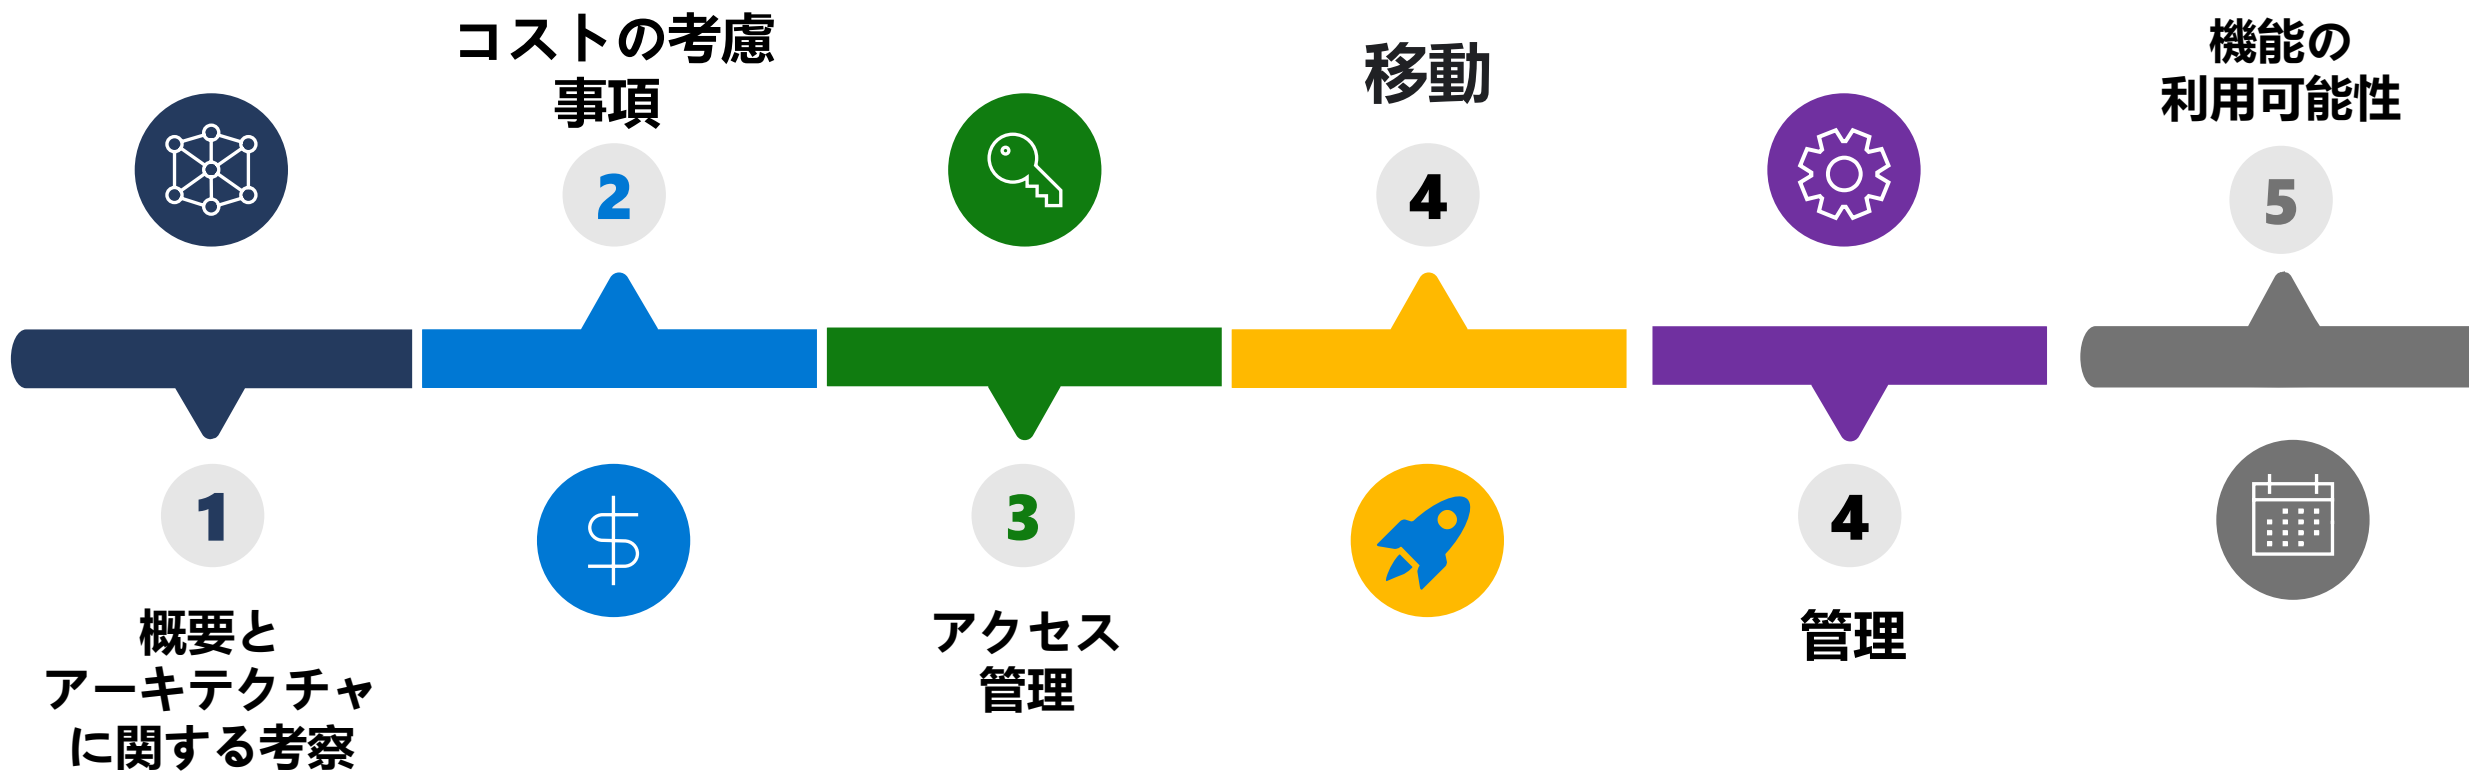 コストの考慮
事項
移動
機能の
利用可能性
2
4
5
1
3
4
概要と
アーキテクチャ
に関する考察
アクセス
管理
管理